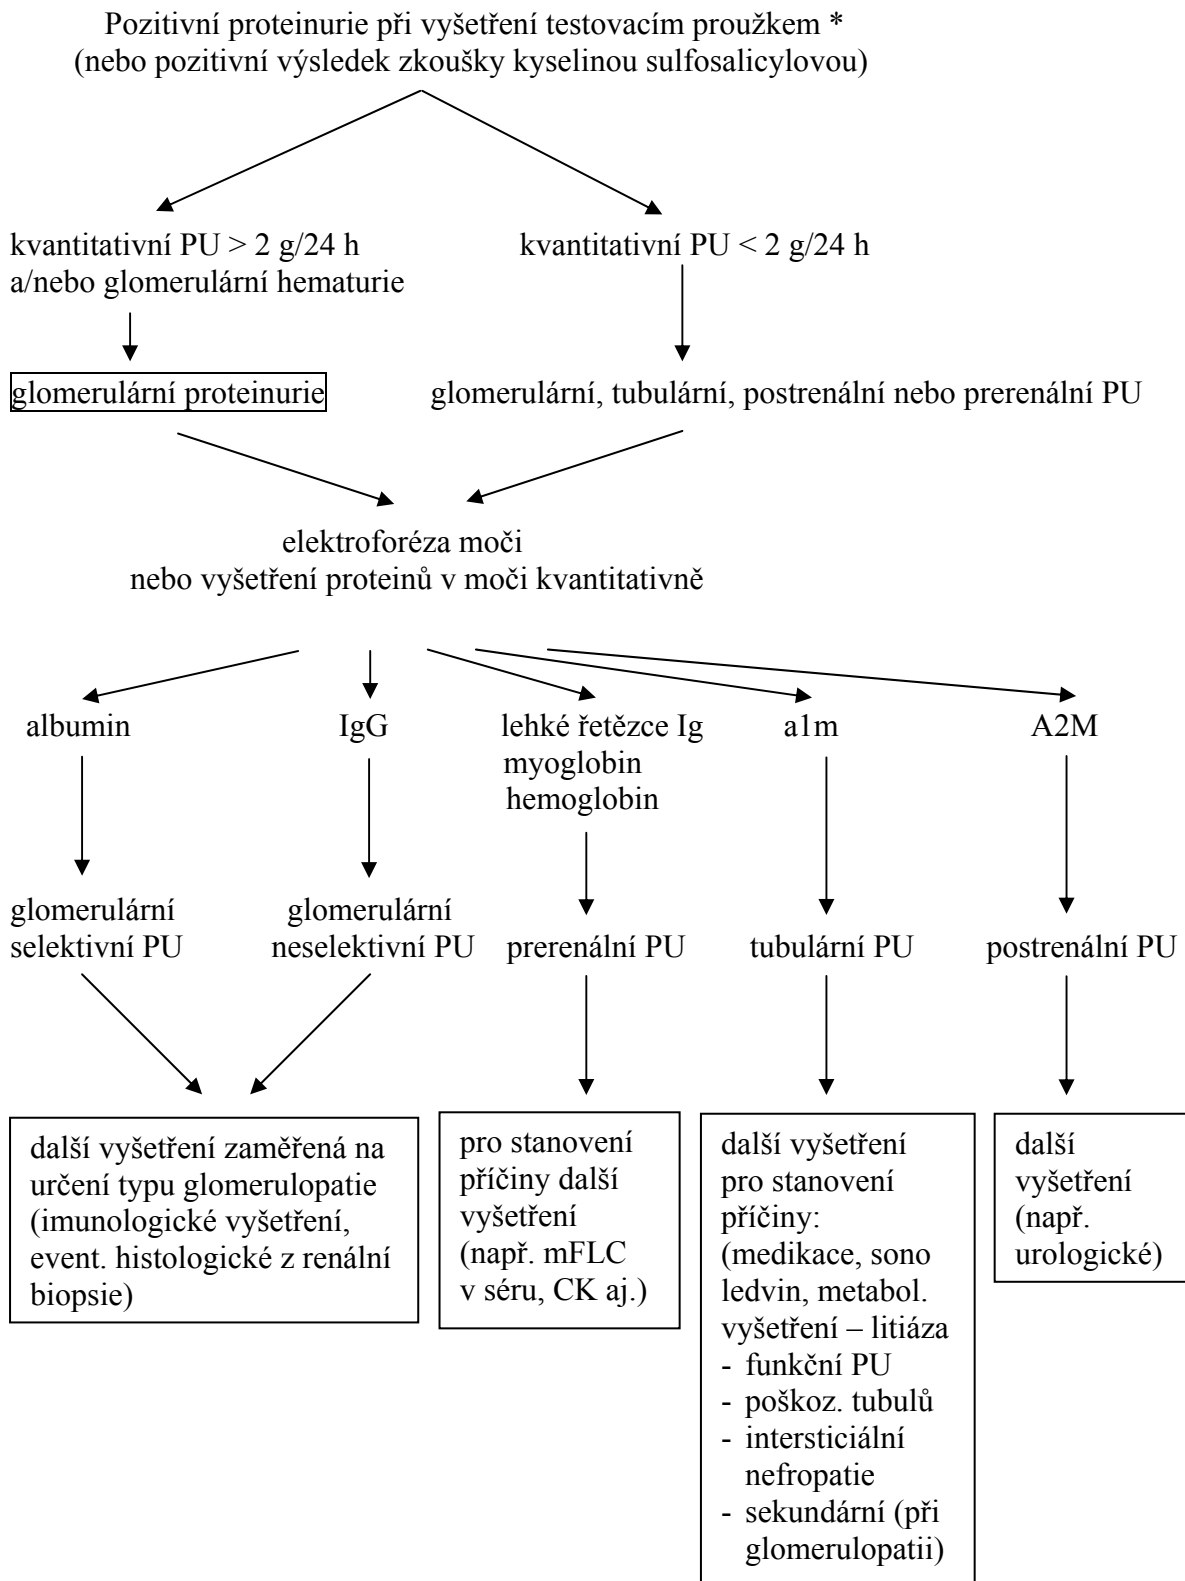 Pozitivní proteinurie při vyšetření testovacím proužkem *
(nebo pozitivní výsledek zkoušky kyselinou sulfosalicylovou)
kvantitativní PU > 2 g/24 h
a/nebo glomerulární hematurie
kvantitativní PU < 2 g/24 h
glomerulární proteinurie
glomerulární, tubulární, postrenální nebo prerenální PU
elektroforéza moči
nebo vyšetření proteinů v moči kvantitativně
albumin
IgG
lehké řetězce Ig
myoglobin
hemoglobin
a1m
A2M
glomerulární
selektivní PU
glomerulární
neselektivní PU
prerenální PU
tubulární PU
postrenální PU
další vyšetření zaměřená na
určení typu glomerulopatie
(imunologické vyšetření,
event. histologické z renální
biopsie)
pro stanovení
příčiny další
vyšetření
(např. mFLC
v séru, CK aj.)
další vyšetření
pro stanovení
příčiny:
(medikace, sono
ledvin, metabol.
vyšetření – litiáza
- funkční PU
- poškoz. tubulů
- intersticiální
nefropatie
- sekundární (při
glomerulopatii)
další
vyšetření
(např.
urologické)